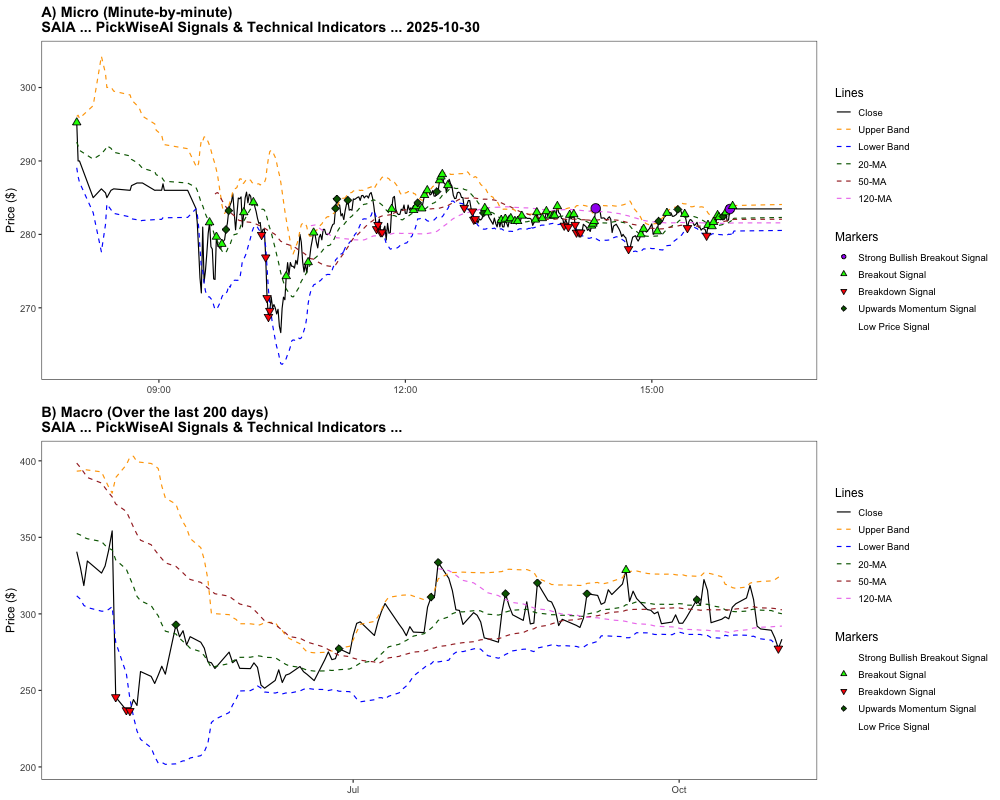 A) Micro (Minute-by-minute)
SAIA ... PickWiseAI Signals & Technical Indicators ... 2025-10-30
Price ($)
300
290
280
270
09:00
12:00
15:00
Lines
Close
Upper Band
Lower Band
20-MA
50-MA
120-MA
Markers
Strong Bullish Breakout Signal
Breakout Signal
Breakdown Signal
Upwards Momentum Signal
Low Price Signal
B) Macro (Over the last 200 days)
SAIA ... PickWiseAI Signals & Technical Indicators ...
Price ($)
400
350
300
250
200
Jul
Oct
Lines
Close
Upper Band
Lower Band
20-MA
50-MA
120-MA
Markers
Strong Bullish Breakout Signal
Breakout Signal
Breakdown Signal
Upwards Momentum Signal
Low Price Signal